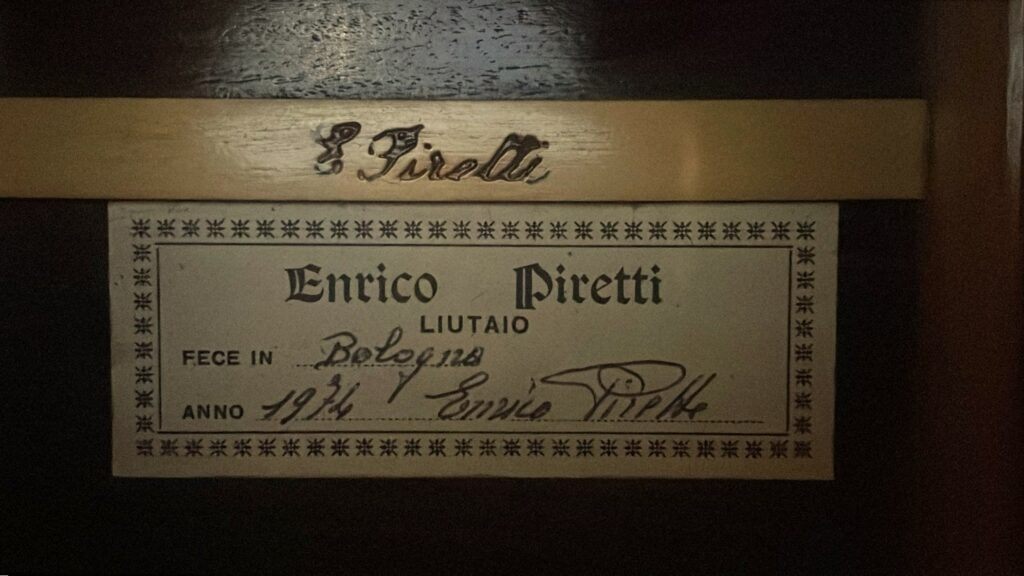 E Piretti
Enrico Piretti
LIUTAIO
FECE IN Bologna
ANNO 1974 Enrico Piretti